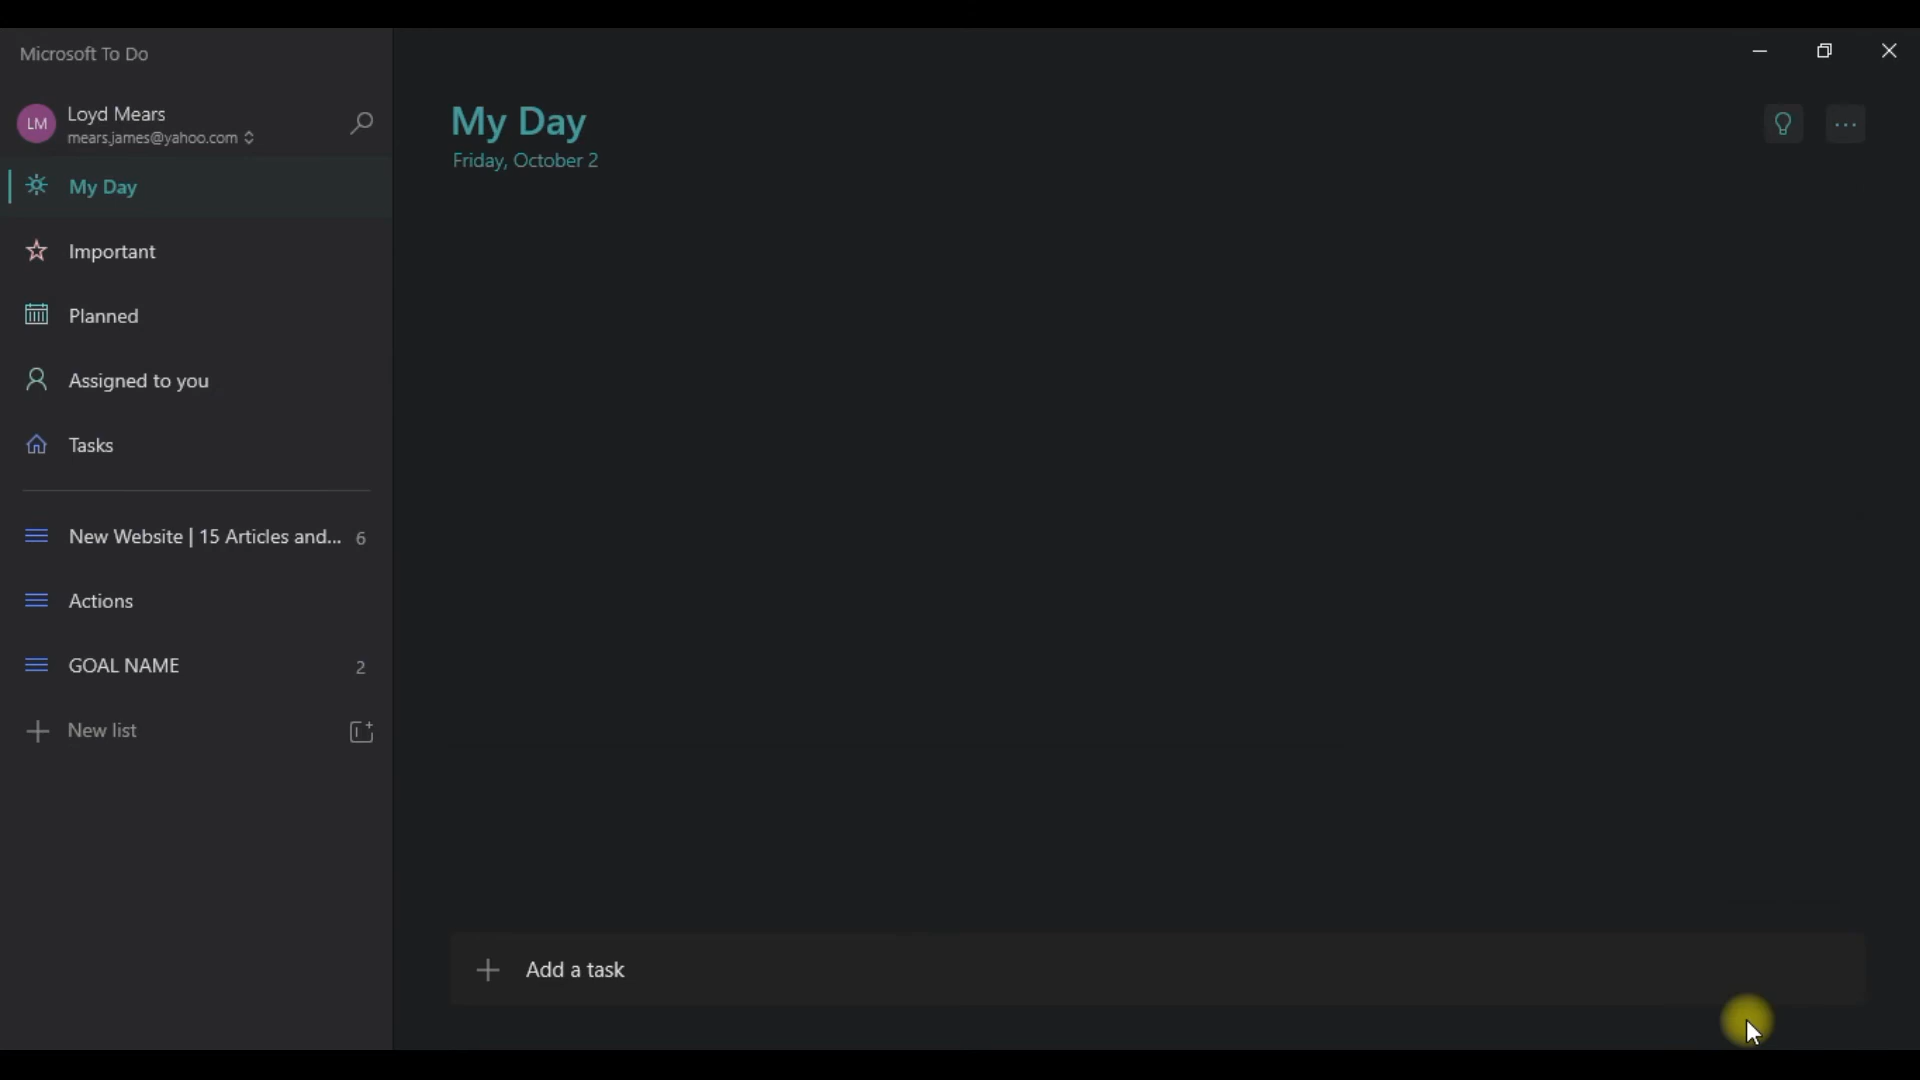 Microsoft To Do
LM
Loyd Mears
mears.james@yahoo.com
My Day
Important
Planned
Assigned to you
Tasks
New Website | 15 Articles and... 6
Actions
GOAL NAME 2
New list
My Day
Friday, October 2
Add a task